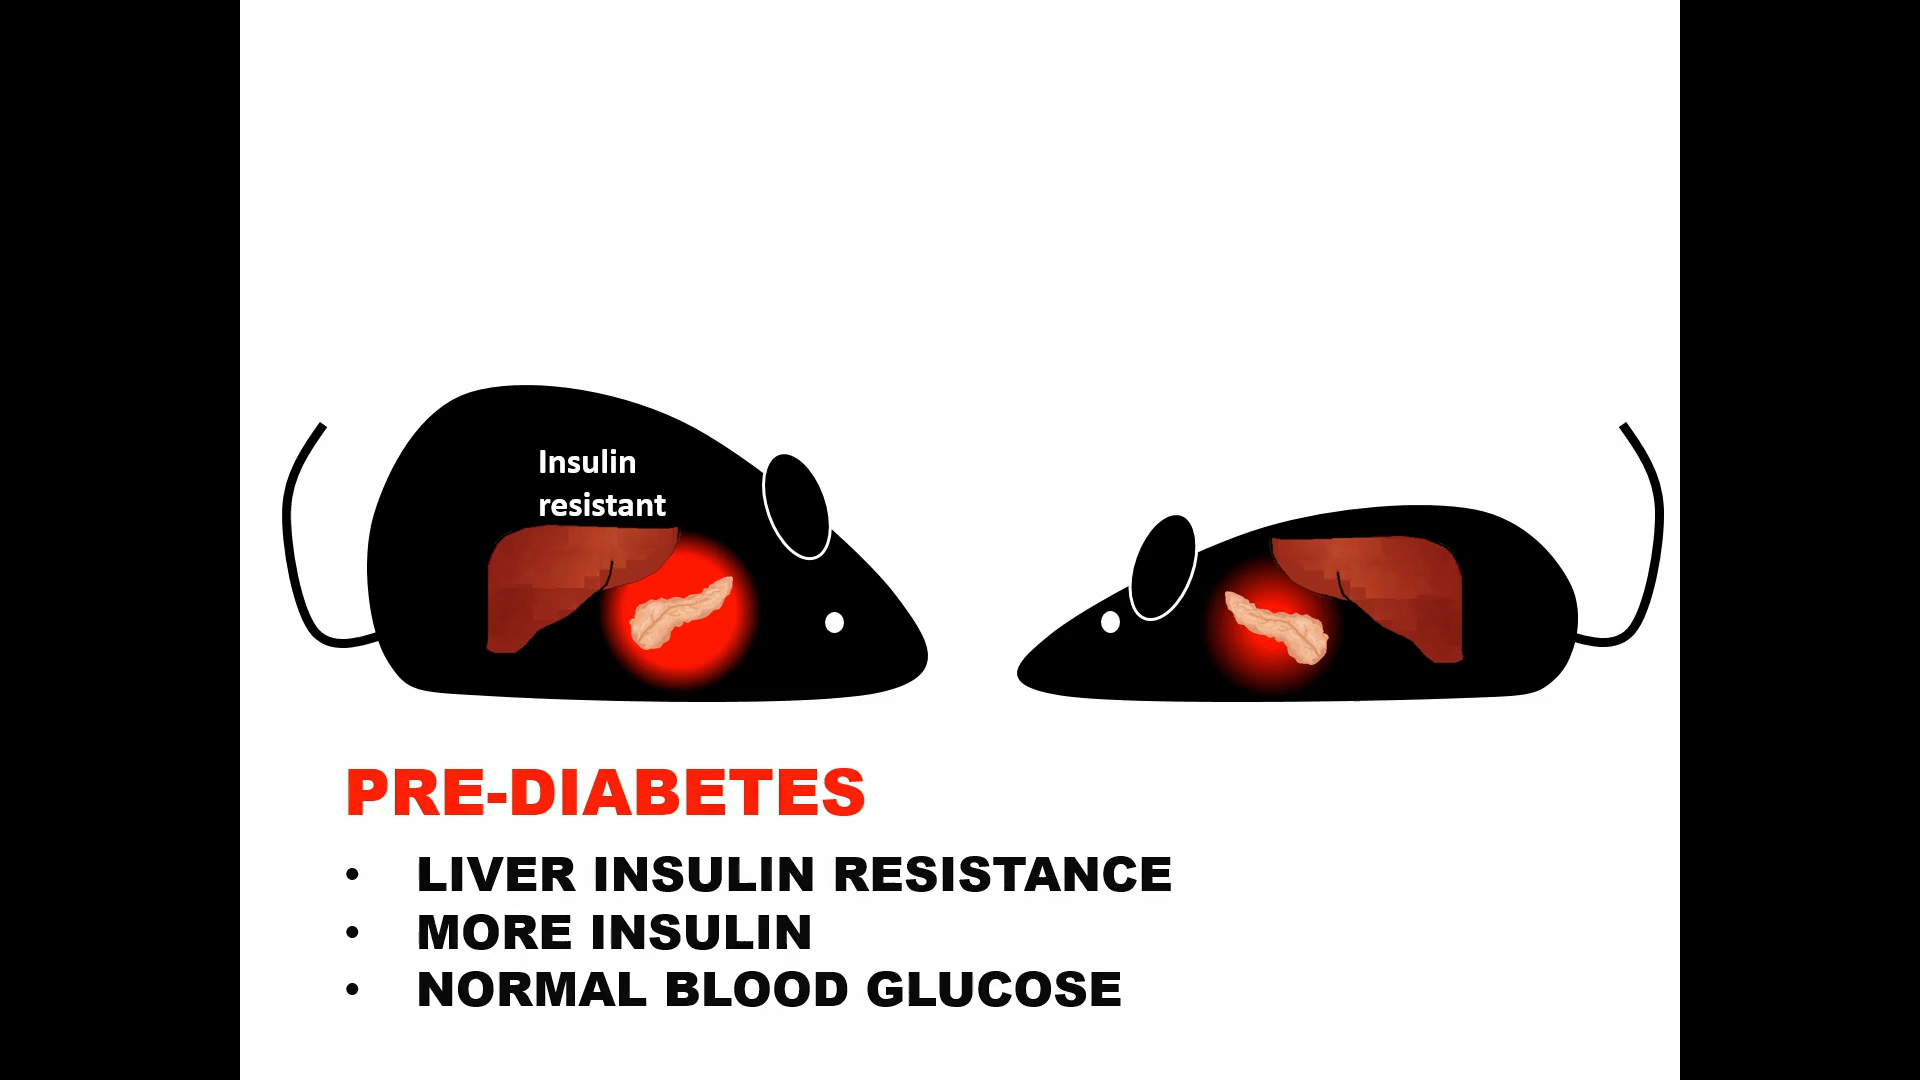 Insulin
resistant
PRE-DIABETES
• LIVER INSULIN RESISTANCE
• MORE INSULIN
• NORMAL BLOOD GLUCOSE